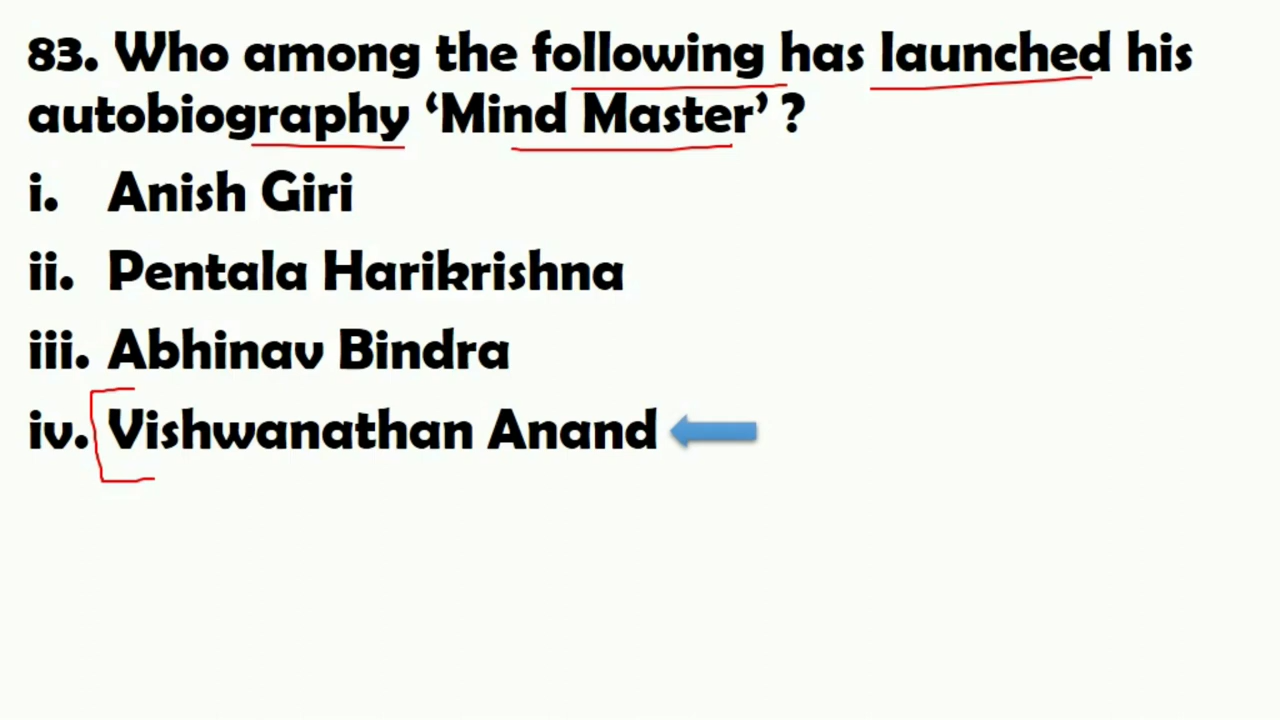 83. Who among the following has launched his
autobiography ‘Mind Master’ ?
i. Anish Giri
ii. Pentala Harikrishna
iii. Abhinav Bindra
iv. Vishwanathan Anand